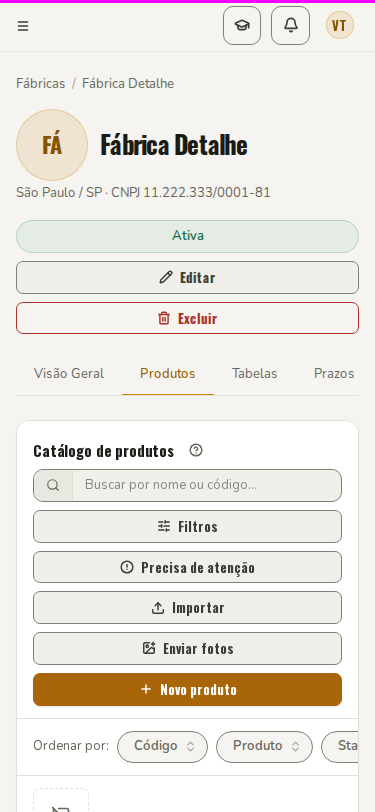 VT
Fábricas / Fábrica Detalhe
FÁ
Fábrica Detalhe
São Paulo / SP · CNPJ 11.222.333/0001-81
Ativa
Editar
Excluir
Visão Geral Produtos Tabelas Prazos
Catálogo de produtos
Buscar por nome ou código...
Filtros
Precisa de atenção
Importar
Enviar fotos
Novo produto
Ordenar por: Código Produto Sta